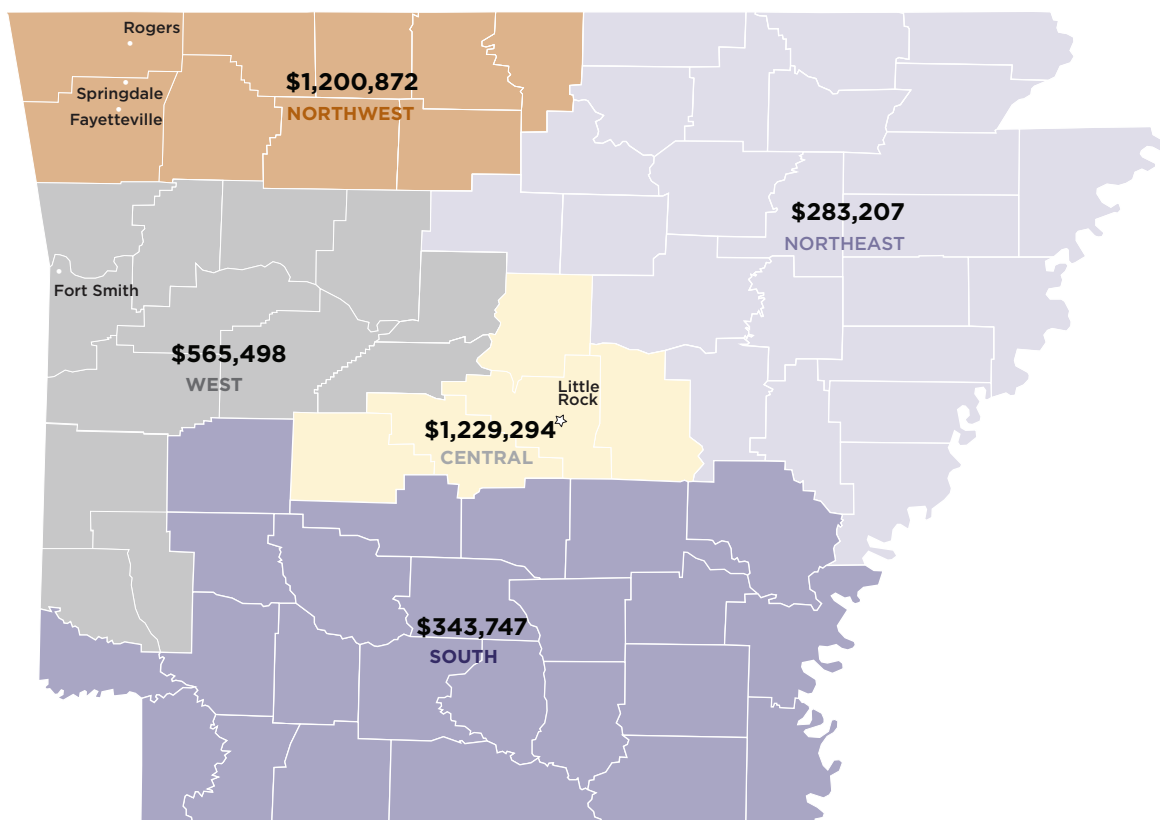 Rogers
$1,200,872
NORTHWEST
Springdale
Fayetteville
$283,207
NORTHEAST
Fort Smith
$565,498
WEST
Little
Rock
$1,229,294
CENTRAL
$343,747
SOUTH